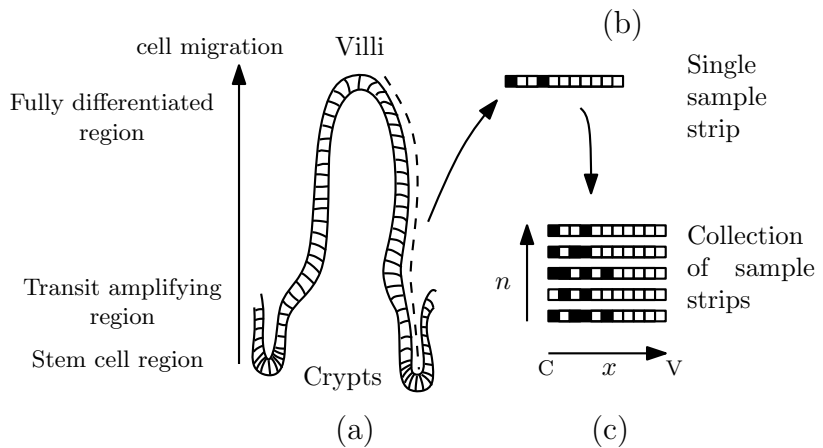 (b)
cell migration
Villi
Fully differentiated
region
Single
sample
strip
Transit amplifying
region
Stem cell region
Crypts
(a)
n
Collection
of sample
strips
C x V
(c)